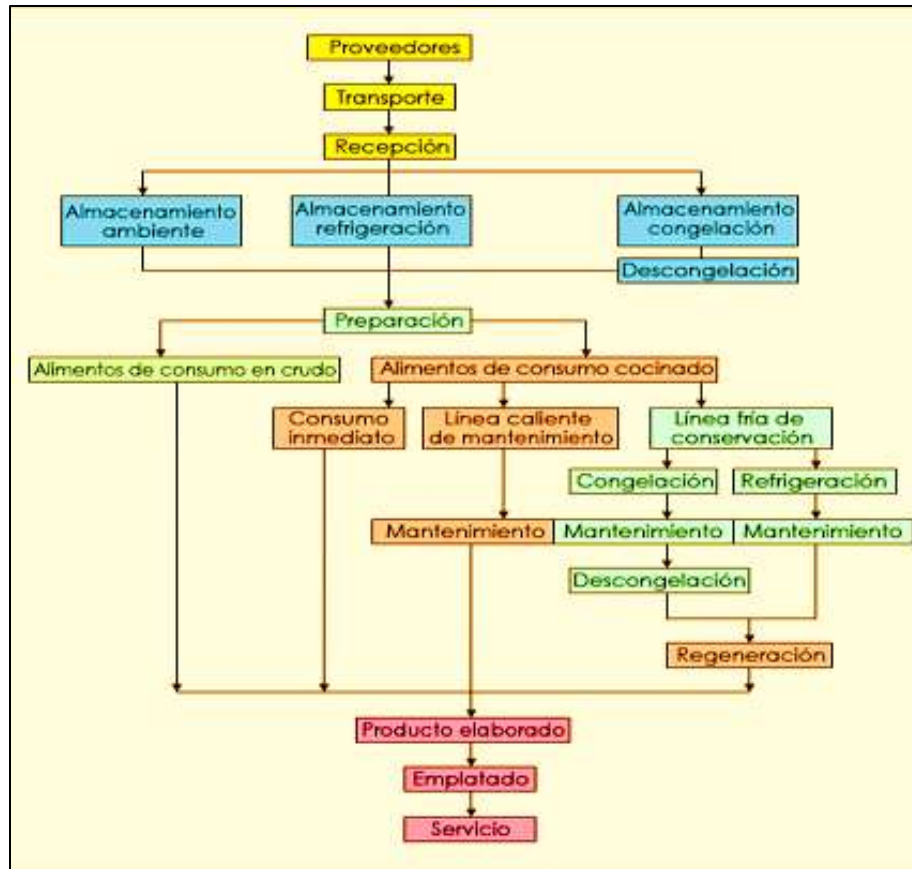 Proveedores
Transporte
Recepción
Almacenamiento
ambiente
Almacenamiento
refrigeración
Almacenamiento
congelación
Descongelación
Preparación
Alimentos de consumo en crudo
Alimentos de consumo cocinado
Consumo
inmediato
Línea caliente
de mantenimiento
Línea fría de
conservación
Congelación
Refrigeración
Mantenimiento
Mantenimiento
Mantenimiento
Descongelación
Regeneración
Producto elaborado
Emplatado
Servicio